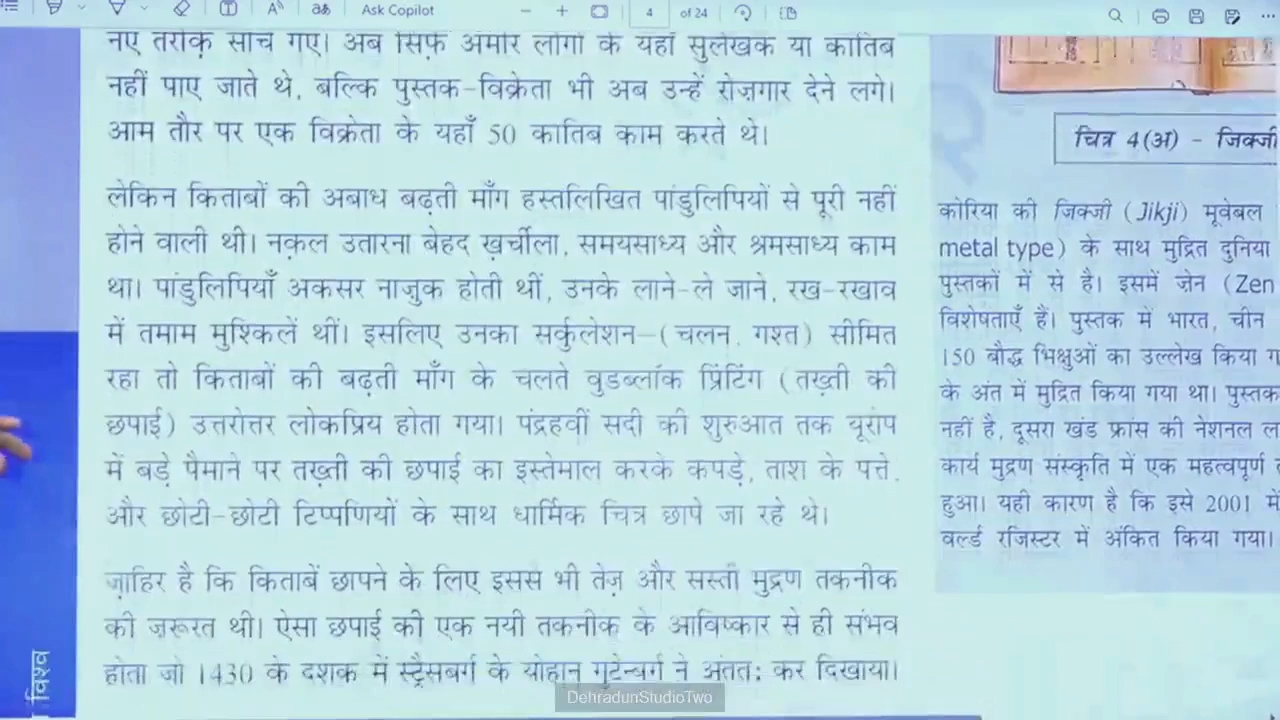 Ask Copilot
4 of 24
नए तरीक़े सोचे गए। अब सिर्फ़ अमीर लोगों के यहाँ सुलेखक या कातिब
नहीं पाए जाते थे, बल्कि पुस्तक-विक्रेता भी अब उन्हें रोज़गार देने लगे।
आम तौर पर एक विक्रेता के यहाँ 50 कातिब काम करते थे।
लेकिन किताबों की अबाध बढ़ती माँग हस्तलिखित पांडुलिपियों से पूरी नहीं
होने वाली थी। नक़ल उतारना बेहद ख़र्चीला, समयसाध्य और श्रमसाध्य काम
था। पांडुलिपियाँ अकसर नाज़ुक होती थीं, उनके लाने-ले जाने, रख-रखाव
में तमाम मुश्किलें थीं। इसलिए उनका सर्कुलेशन-(चलन, गश्त) सीमित
रहा तो किताबों की बढ़ती माँग के चलते वुडब्लॉक प्रिंटिंग (तख़्ती की
छपाई) उत्तरोत्तर लोकप्रिय होता गया। पंद्रहवीं सदी की शुरुआत तक यूरोप
में बड़े पैमाने पर तख़्ती की छपाई का इस्तेमाल करके कपड़े, ताश के पत्ते,
और छोटी-छोटी टिप्पणियों के साथ धार्मिक चित्र छापे जा रहे थे।
ज़ाहिर है कि किताबें छापने के लिए इससे भी तेज़ और सस्ती मुद्रण तकनीक
की ज़रूरत थी। ऐसा छपाई की एक नयी तकनीक के आविष्कार से ही संभव
होता जो 1430 के दशक में स्ट्रैसबर्ग के योहान गुटेन्बर्ग ने अंततः कर दिखाया।
चित्र 4(अ) - जिक्जी
कोरिया की जिक्जी (Jikji) मूवेबल
metal type) के साथ मुद्रित दुनिया
पुस्तकों में से है। इसमें ज़ेन (Zen
विशेषताएँ हैं। पुस्तक में भारत, चीन
150 बौद्ध भिक्षुओं का उल्लेख किया
के अंत में मुद्रित किया गया था। पुस्तक
नहीं है, दूसरा खंड फ्रांस की नेशनल
कार्य मुद्रण संस्कृति में एक महत्वपूर्ण
हुआ। यही कारण है कि इसे 2001 में
वर्ल्ड रजिस्टर में अंकित किया गया।
विश्व
DehradunStudioTwo